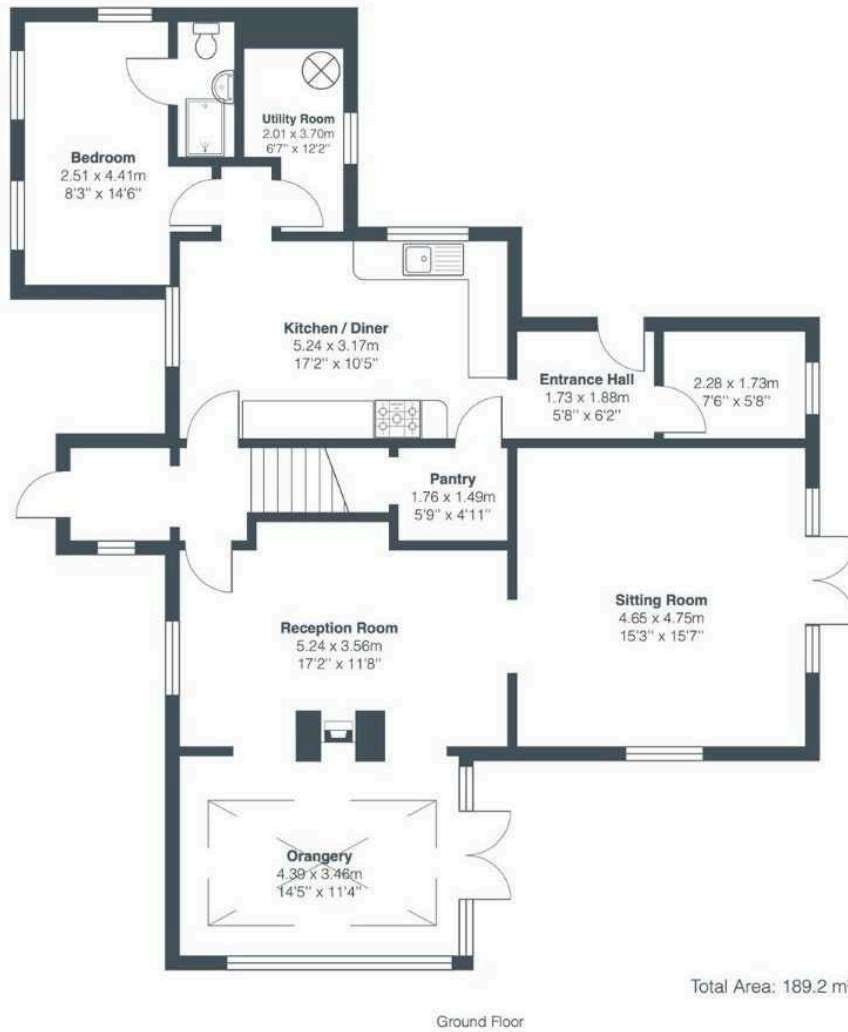 Utility Room
2.01 x 3.70m
6'7" x 12'2"
Bedroom
2.51 x 4.41m
8'3" x 14'6"
Kitchen / Diner
5.24 x 3.17m
17'2" x 10'5"
Entrance Hall
1.73 x 1.88m
5'8" x 6'2"
2.28 x 1.73m
7'6" x 5'8"
Pantry
1.76 x 1.49m
5'9" x 4'11"
Sitting Room
4.65 x 4.75m
15'3" x 15'7"
Reception Room
5.24 x 3.56m
17'2" x 11'8"
Orangery
4.39 x 3.46m
14'5" x 11'4"
Total Area: 189.2 m
Ground Floor